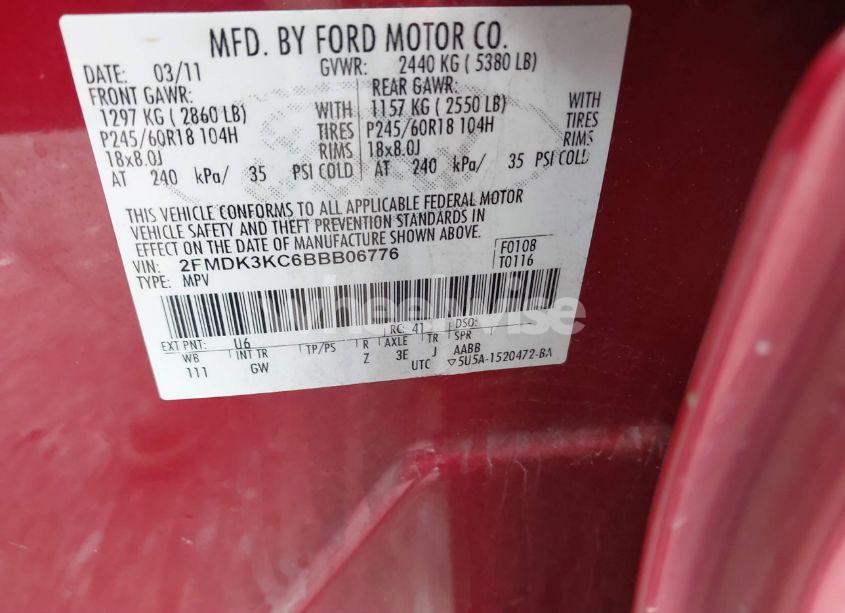 MFD. BY FORD MOTOR CO.
DATE: 03/11 GVWR: 2440 KG ( 5380 LB)
FRONT GAWR: REAR GAWR:
1297 KG ( 2860 LB) WITH 1157 KG ( 2550 LB) WITH
P245/60R18 104H TIRES P245/60R18 104H TIRES
18x8.0J RIMS 18x8.0J RIMS
AT 240 kPa/ 35 PSI COLD AT 240 kPa/ 35 PSI COLD
THIS VEHICLE CONFORMS TO ALL APPLICABLE FEDERAL MOTOR
VEHICLE SAFETY AND THEFT PREVENTION STANDARDS IN
EFFECT ON THE DATE OF MANUFACTURE SHOWN ABOVE.
VIN: 2FMDK3KC6BBB06776 F0108
TYPE: MPV T0116
wheelwise
EXT PNT: U6 RC: 41 DSO:
WB INT TR TP/PS R AXLE TR SPR
111 GW Z 3E J AABB
UTC ▽5U5A-1520472-BA